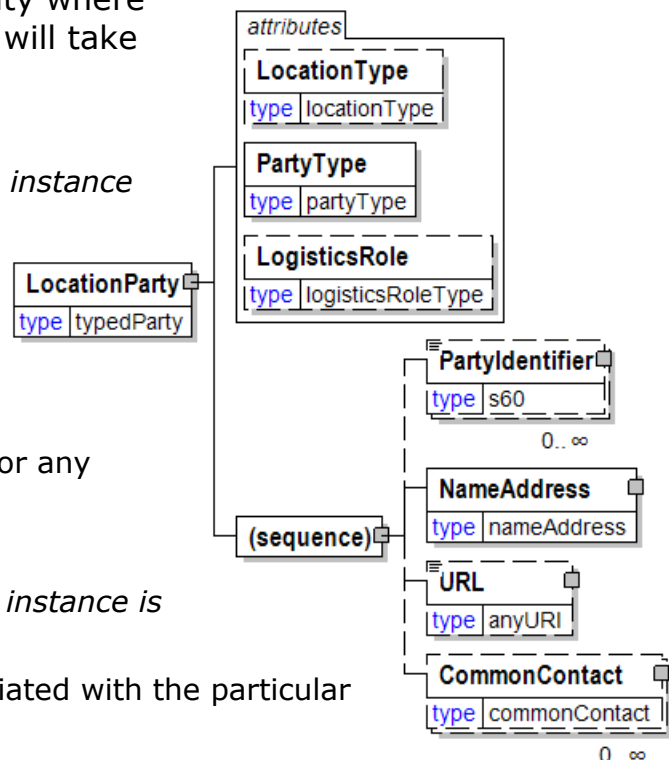 ity where
will take
instance
or any
instance is
iated with the particular
attributes
LocationType
type locationType
PartyType
type partyType
LogisticsRole
type logisticsRoleType
LocationParty
type typedParty
PartyIdentifier
type s60
0.. ∞
(sequence)
NameAddress
type nameAddress
URL
type anyURI
CommonContact
type commonContact
0.. ∞